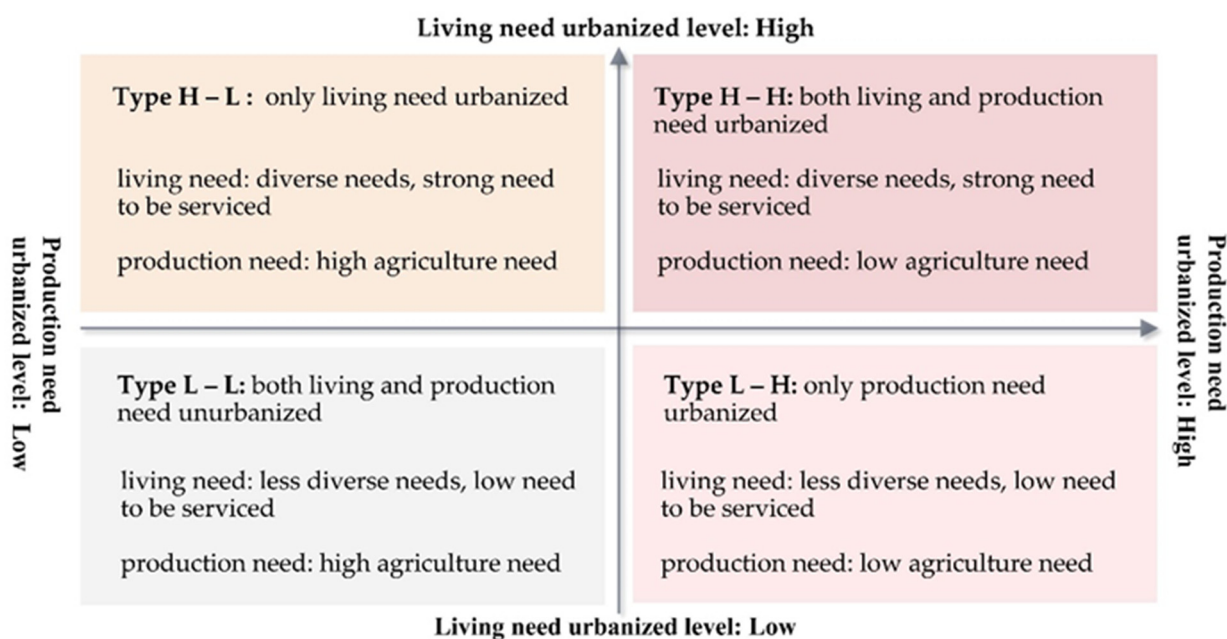 Living need urbanized level: High
Type H – L : only living need urbanized
living need: diverse needs, strong need
to be serviced
production need: high agriculture need
Type H – H: both living and production
need urbanized
living need: diverse needs, strong need
to be serviced
production need: low agriculture need
Production need
urbanized level: Low
Production need
urbanized level: High
Type L – L: both living and production
need unurbanized
living need: less diverse needs, low need
to be serviced
production need: high agriculture need
Type L – H: only production need
urbanized
living need: less diverse needs, low need
to be serviced
production need: low agriculture need
Living need urbanized level: Low